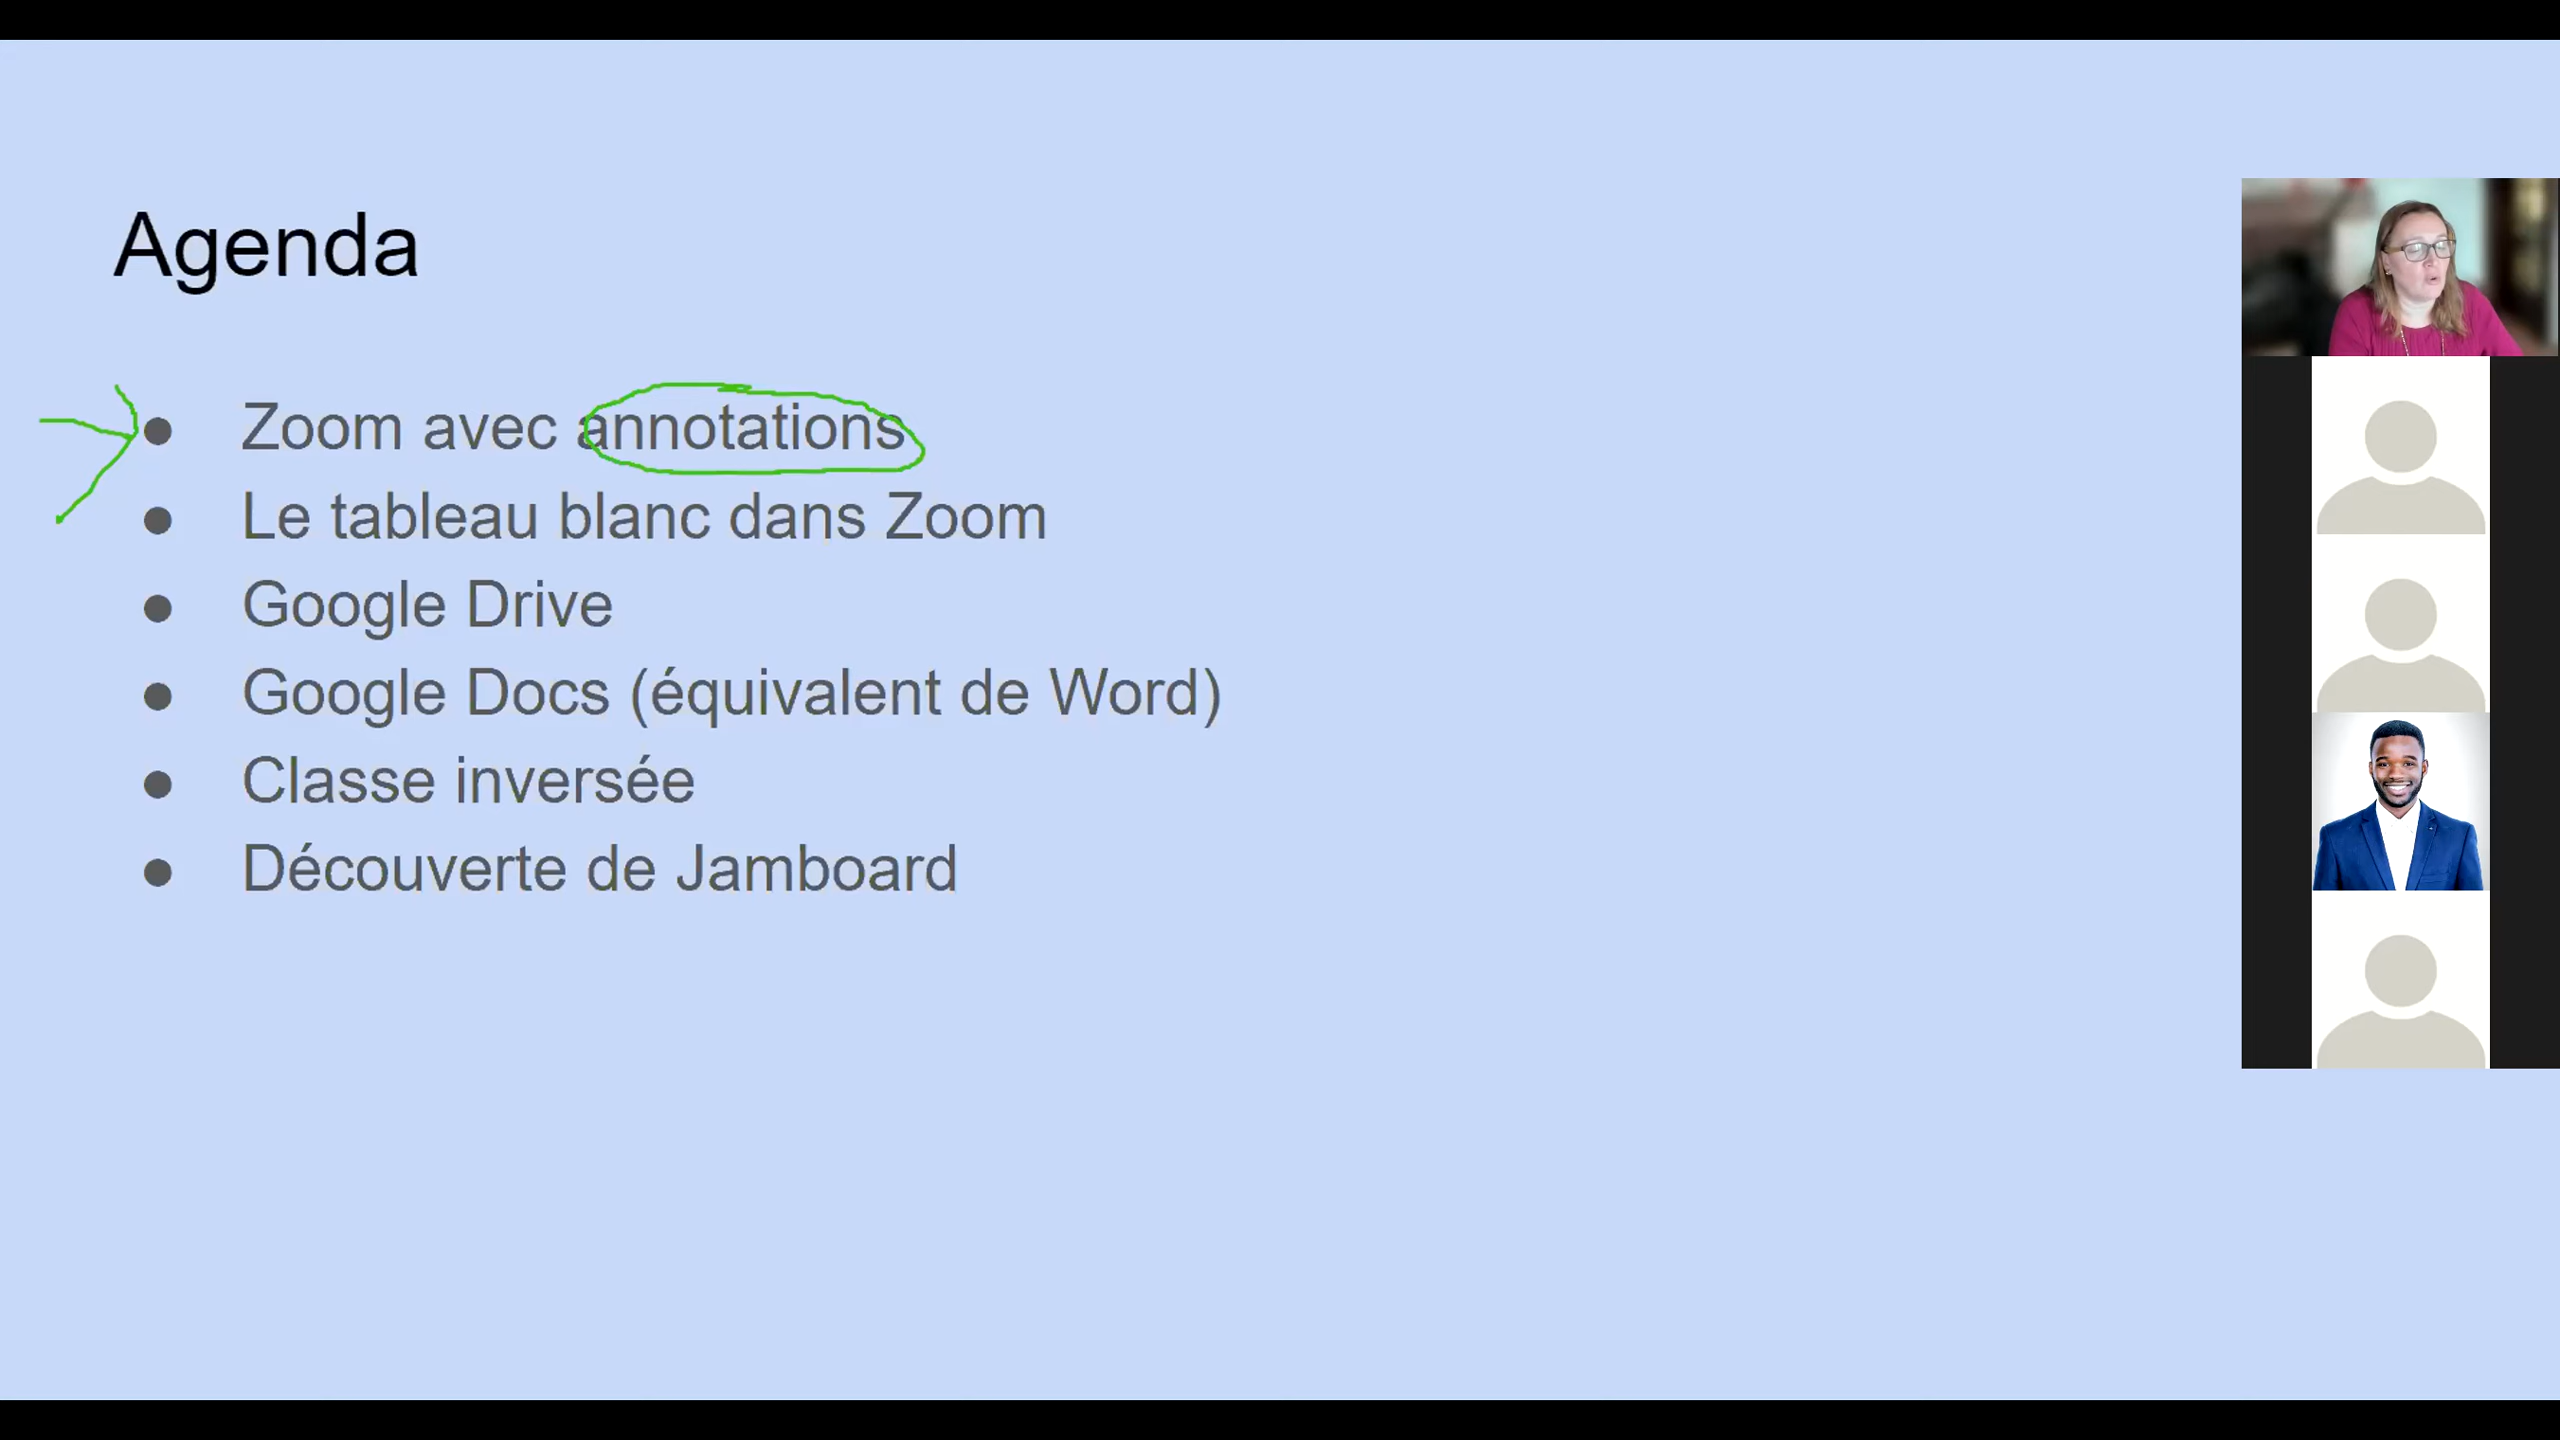 Agenda
● Zoom avec annotations
● Le tableau blanc dans Zoom
● Google Drive
● Google Docs (équivalent de Word)
● Classe inversée
● Découverte de Jamboard